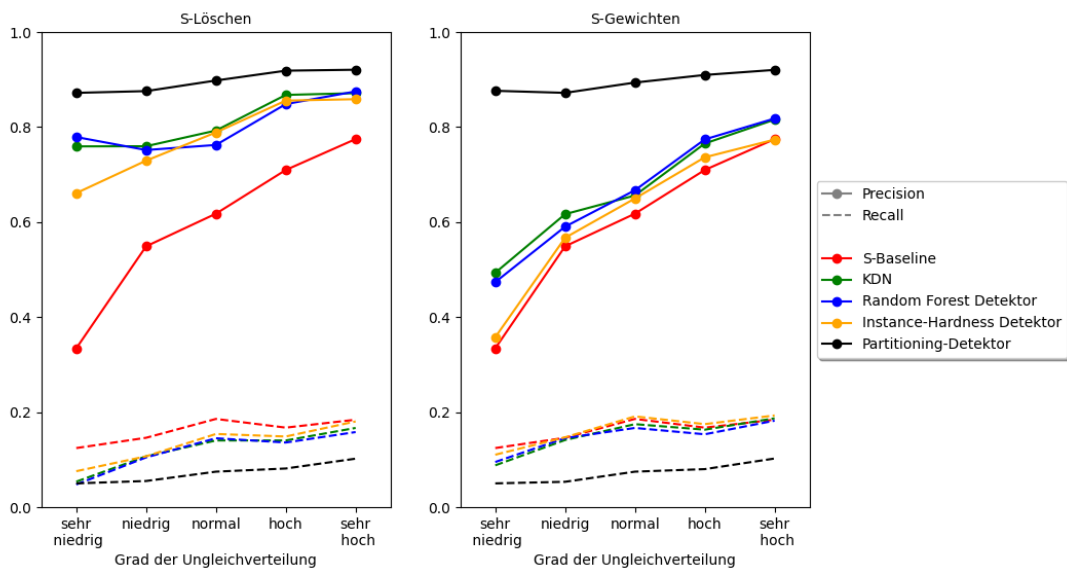 S-Löschen
1.0
0.8
0.6
0.4
0.2
0.0
sehr
niedrig
niedrig
normal
hoch
sehr
hoch
Grad der Ungleichverteilung
S-Gewichten
1.0
0.8
0.6
0.4
0.2
0.0
sehr
niedrig
niedrig
normal
hoch
sehr
hoch
Grad der Ungleichverteilung
Precision
Recall
S-Baseline
KDN
Random Forest Detektor
Instance-Hardness Detektor
Partitioning-Detektor